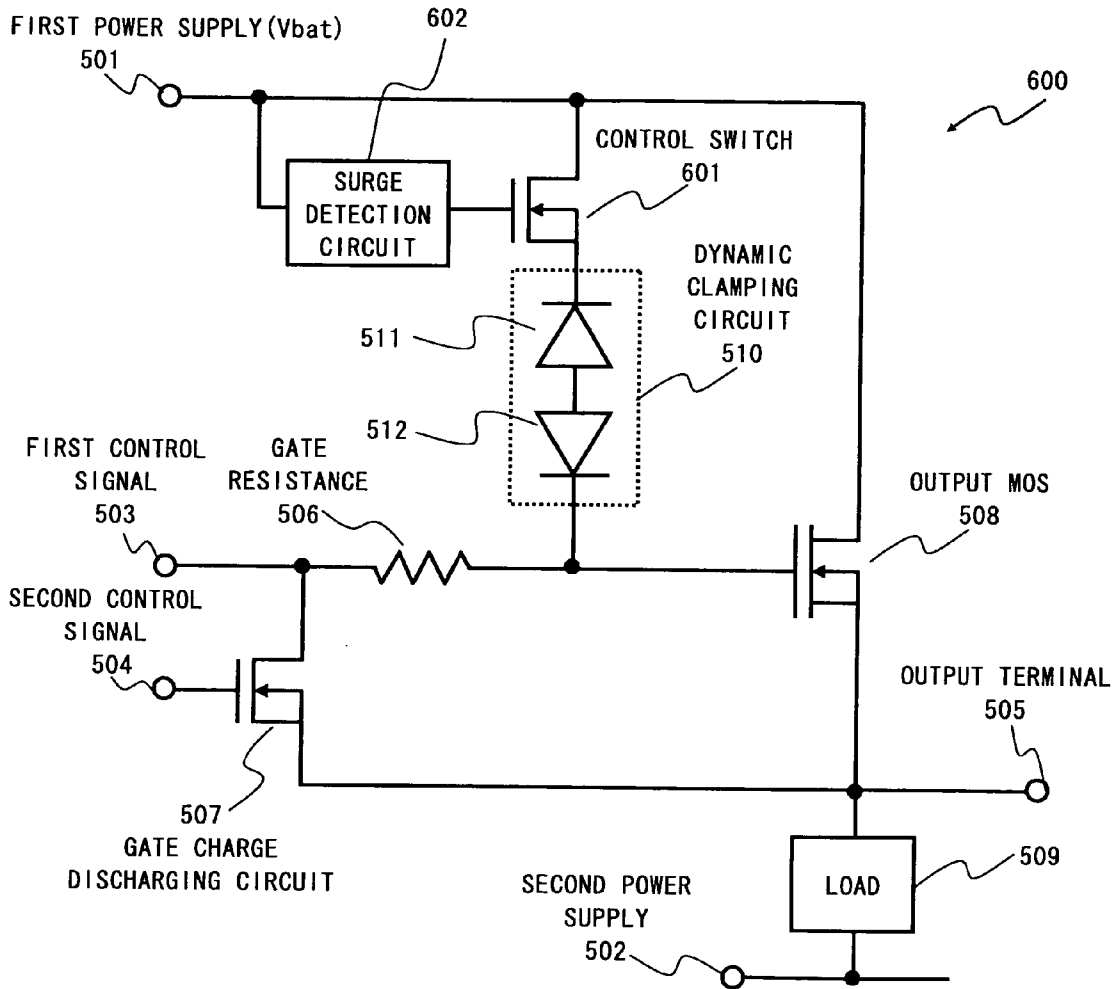 FIRST POWER SUPPLY(Vbat)
501
602
600
CONTROL SWITCH
601
SURGE
DETECTION
CIRCUIT
DYNAMIC
CLAMPING
CIRCUIT
510
511
512
FIRST CONTROL
SIGNAL
503
GATE
RESISTANCE
506
OUTPUT MOS
508
SECOND CONTROL
SIGNAL
504
OUTPUT TERMINAL
505
507
GATE CHARGE
DISCHARGING CIRCUIT
LOAD
509
SECOND POWER
SUPPLY
502